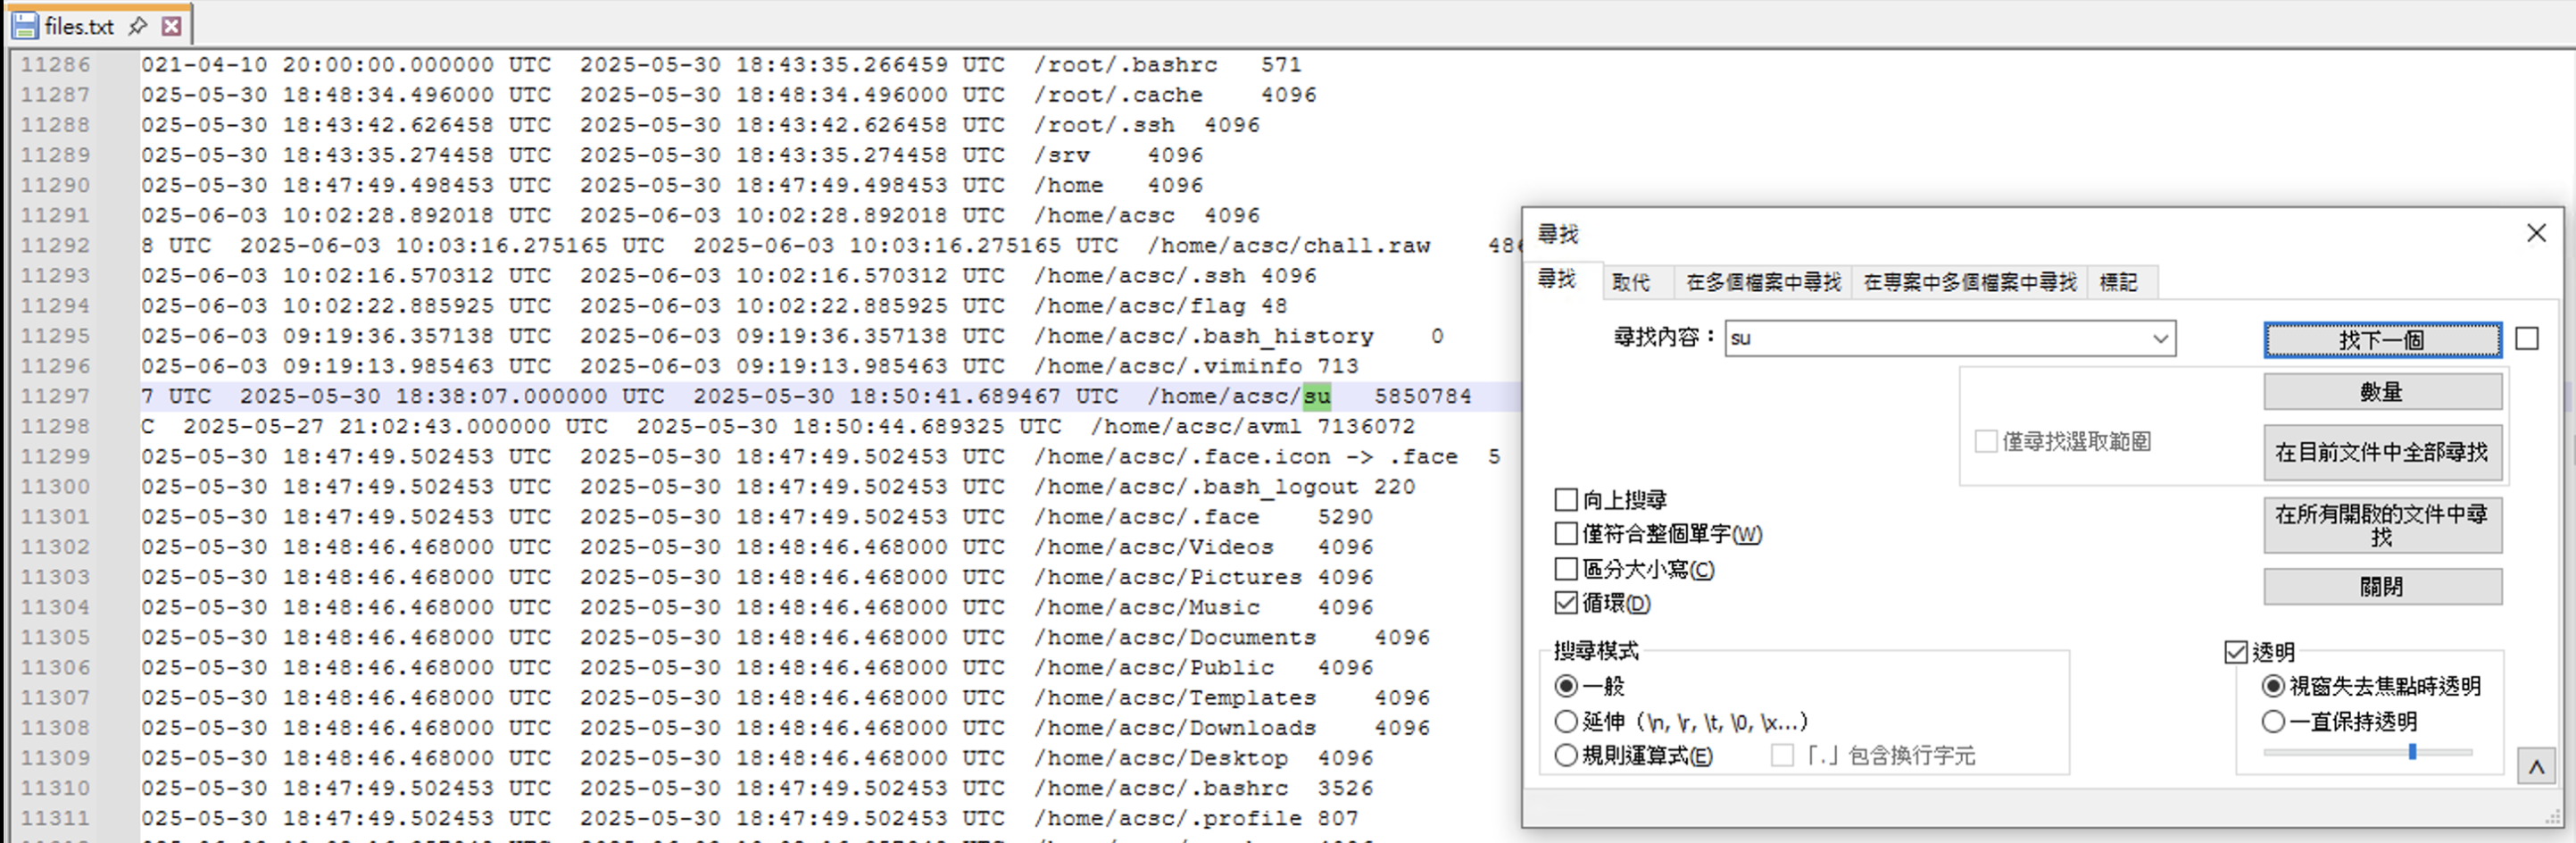 files.txt
11286 021-04-10 20:00:00.000000 UTC 2025-05-30 18:43:35.266459 UTC /root/.bashrc 571
11287 025-05-30 18:48:34.496000 UTC 2025-05-30 18:48:34.496000 UTC /root/.cache 4096
11288 025-05-30 18:43:42.626458 UTC 2025-05-30 18:43:42.626458 UTC /root/.ssh 4096
11289 025-05-30 18:43:35.274458 UTC 2025-05-30 18:43:35.274458 UTC /srv 4096
11290 025-05-30 18:47:49.498453 UTC 2025-05-30 18:47:49.498453 UTC /home 4096
11291 025-06-03 10:02:28.892018 UTC 2025-06-03 10:02:28.892018 UTC /home/acsc 4096
11292 8 UTC 2025-06-03 10:03:16.275165 UTC 2025-06-03 10:03:16.275165 UTC /home/acsc/chall.raw 486
11293 025-06-03 10:02:16.570312 UTC 2025-06-03 10:02:16.570312 UTC /home/acsc/.ssh 4096
11294 025-06-03 10:02:22.885925 UTC 2025-06-03 10:02:22.885925 UTC /home/acsc/flag 48
11295 025-06-03 09:19:36.357138 UTC 2025-06-03 09:19:36.357138 UTC /home/acsc/.bash_history 0
11296 025-06-03 09:19:13.985463 UTC 2025-06-03 09:19:13.985463 UTC /home/acsc/.viminfo 713
11297 7 UTC 2025-05-30 18:38:07.000000 UTC 2025-05-30 18:50:41.689467 UTC /home/acsc/su 5850784
11298 C 2025-05-27 21:02:43.000000 UTC 2025-05-30 18:50:44.689325 UTC /home/acsc/avml 7136072
11299 025-05-30 18:47:49.502453 UTC 2025-05-30 18:47:49.502453 UTC /home/acsc/.face.icon -> .face 5
11300 025-05-30 18:47:49.502453 UTC 2025-05-30 18:47:49.502453 UTC /home/acsc/.bash_logout 220
11301 025-05-30 18:47:49.502453 UTC 2025-05-30 18:47:49.502453 UTC /home/acsc/.face 5290
11302 025-05-30 18:48:46.468000 UTC 2025-05-30 18:48:46.468000 UTC /home/acsc/Videos 4096
11303 025-05-30 18:48:46.468000 UTC 2025-05-30 18:48:46.468000 UTC /home/acsc/Pictures 4096
11304 025-05-30 18:48:46.468000 UTC 2025-05-30 18:48:46.468000 UTC /home/acsc/Music 4096
11305 025-05-30 18:48:46.468000 UTC 2025-05-30 18:48:46.468000 UTC /home/acsc/Documents 4096
11306 025-05-30 18:48:46.468000 UTC 2025-05-30 18:48:46.468000 UTC /home/acsc/Public 4096
11307 025-05-30 18:48:46.468000 UTC 2025-05-30 18:48:46.468000 UTC /home/acsc/Templates 4096
11308 025-05-30 18:48:46.468000 UTC 2025-05-30 18:48:46.468000 UTC /home/acsc/Downloads 4096
11309 025-05-30 18:48:46.468000 UTC 2025-05-30 18:48:46.468000 UTC /home/acsc/Desktop 4096
11310 025-05-30 18:47:49.502453 UTC 2025-05-30 18:47:49.502453 UTC /home/acsc/.bashrc 3526
11311 025-05-30 18:47:49.502453 UTC 2025-05-30 18:47:49.502453 UTC /home/acsc/.profile 807
尋找
尋找 取代 在多個檔案中尋找 在專案中多個檔案中尋找 標記
尋找內容： su 找下一個
數量
僅尋找選取範圍
在目前文件中全部尋找
向上搜尋
在所有開啟的文件中尋
找
僅符合整個單字(W)
區分大小寫(C)
關閉
循環(D)
搜尋模式
一般
延伸（\n, \r, \t, \0, \x...）
規則運算式(E) 「.」包含換行字元
透明
視窗失去焦點時透明
一直保持透明